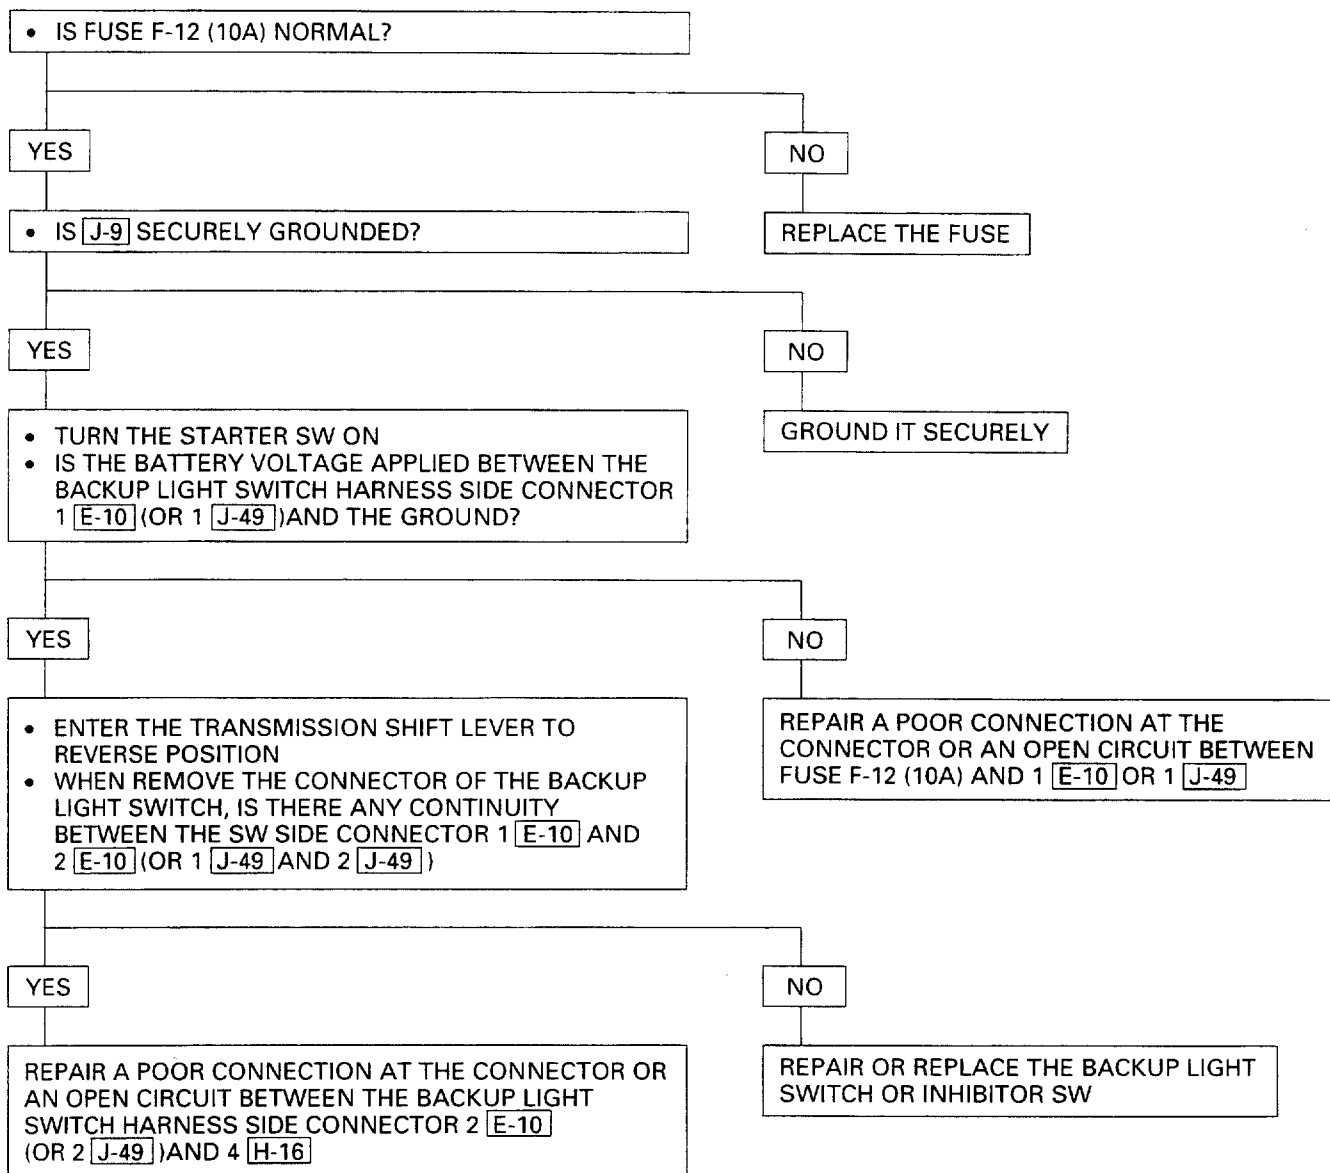 • IS FUSE F-12 (10A) NORMAL?
YES
NO
• IS J-9 SECURELY GROUNDED?
REPLACE THE FUSE
YES
NO
• TURN THE STARTER SW ON
• IS THE BATTERY VOLTAGE APPLIED BETWEEN THE
BACKUP LIGHT SWITCH HARNESS SIDE CONNECTOR
1 E-10 (OR 1 J-49 )AND THE GROUND?
GROUND IT SECURELY
YES
NO
• ENTER THE TRANSMISSION SHIFT LEVER TO
REVERSE POSITION
• WHEN REMOVE THE CONNECTOR OF THE BACKUP
LIGHT SWITCH, IS THERE ANY CONTINUITY
BETWEEN THE SW SIDE CONNECTOR 1 E-10 AND
2 E-10 (OR 1 J-49 AND 2 J-49 )
REPAIR A POOR CONNECTION AT THE
CONNECTOR OR AN OPEN CIRCUIT BETWEEN
FUSE F-12 (10A) AND 1 E-10 OR 1 J-49
YES
NO
REPAIR A POOR CONNECTION AT THE CONNECTOR OR
AN OPEN CIRCUIT BETWEEN THE BACKUP LIGHT
SWITCH HARNESS SIDE CONNECTOR 2 E-10
(OR 2 J-49 )AND 4 H-16
REPAIR OR REPLACE THE BACKUP LIGHT
SWITCH OR INHIBITOR SW